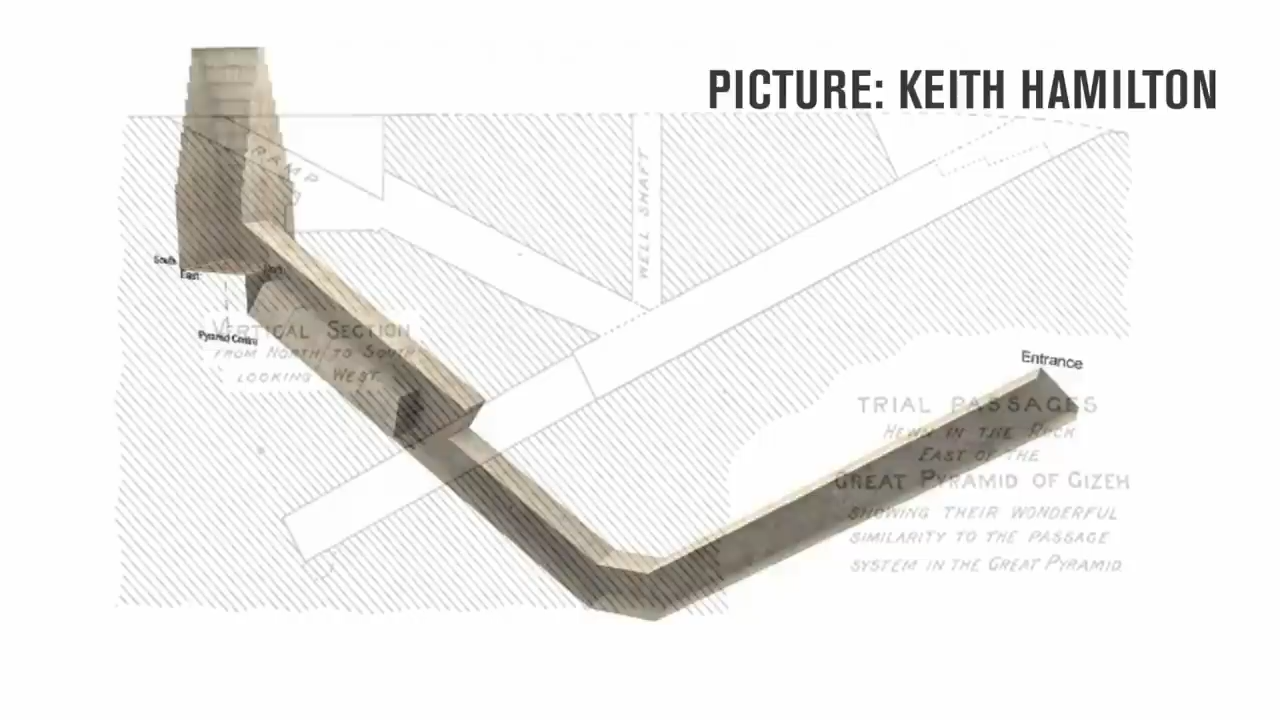 PICTURE: KEITH HAMILTON
RAMP
WELL SHAFT
South
East
Pyramid Centre
VERTICAL SECTION
FROM NORTH TO SOUTH
LOOKING WEST.
Entrance
TRIAL PASSAGES
HEWN IN THE ROCK
EAST OF THE
GREAT PYRAMID OF GIZEH
SHOWING THEIR WONDERFUL
SIMILARITY TO THE PASSAGE
SYSTEM IN THE GREAT PYRAMID.